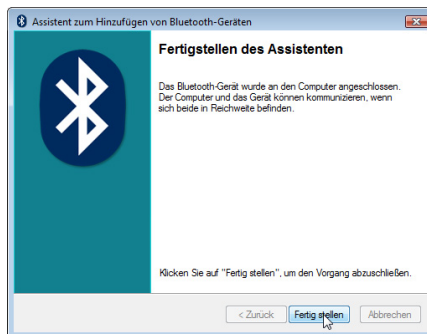 Assistent zum Hinzufügen von Bluetooth-Geräten
Fertigstellen des Assistenten
Das Bluetooth-Gerät wurde an den Computer angeschlossen.
Der Computer und das Gerät können kommunizieren, wenn
sich beide in Reichweite befinden.
Klicken Sie auf "Fertig stellen", um den Vorgang abzuschließen.
< Zurück
Fertig stellen
Abbrechen